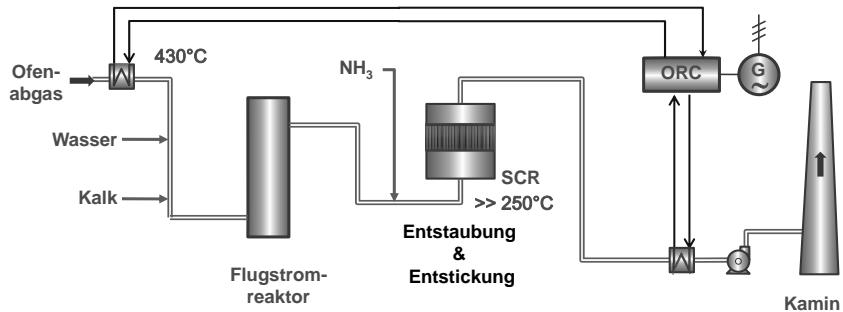 430°C
Ofen-
abgas
Wasser
Kalk
Flugstrom-
reaktor
NH₃
SCR
>> 250°C
Entstaubung
&
Entstickung
ORC
G
~
Kamin